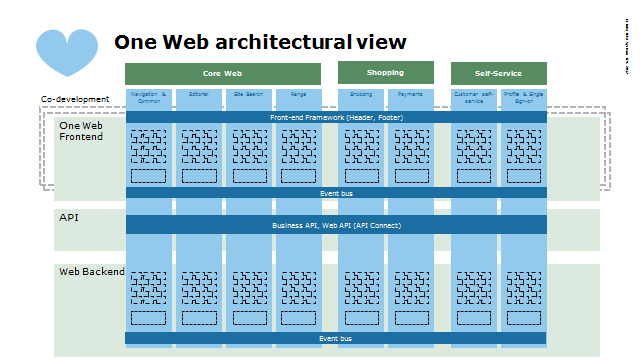 One Web architectural view
Core Web
Shopping
Self-Service
Navigation & Common
Editorial
Site Search
Range
Shopping
Payments
Customer self-service
Profile & Single Sign-on
Co-development
Front-end Framework (Header, Footer)
One Web
Frontend
Event bus
API
Business API, Web API (API Connect)
Web Backend
Event bus